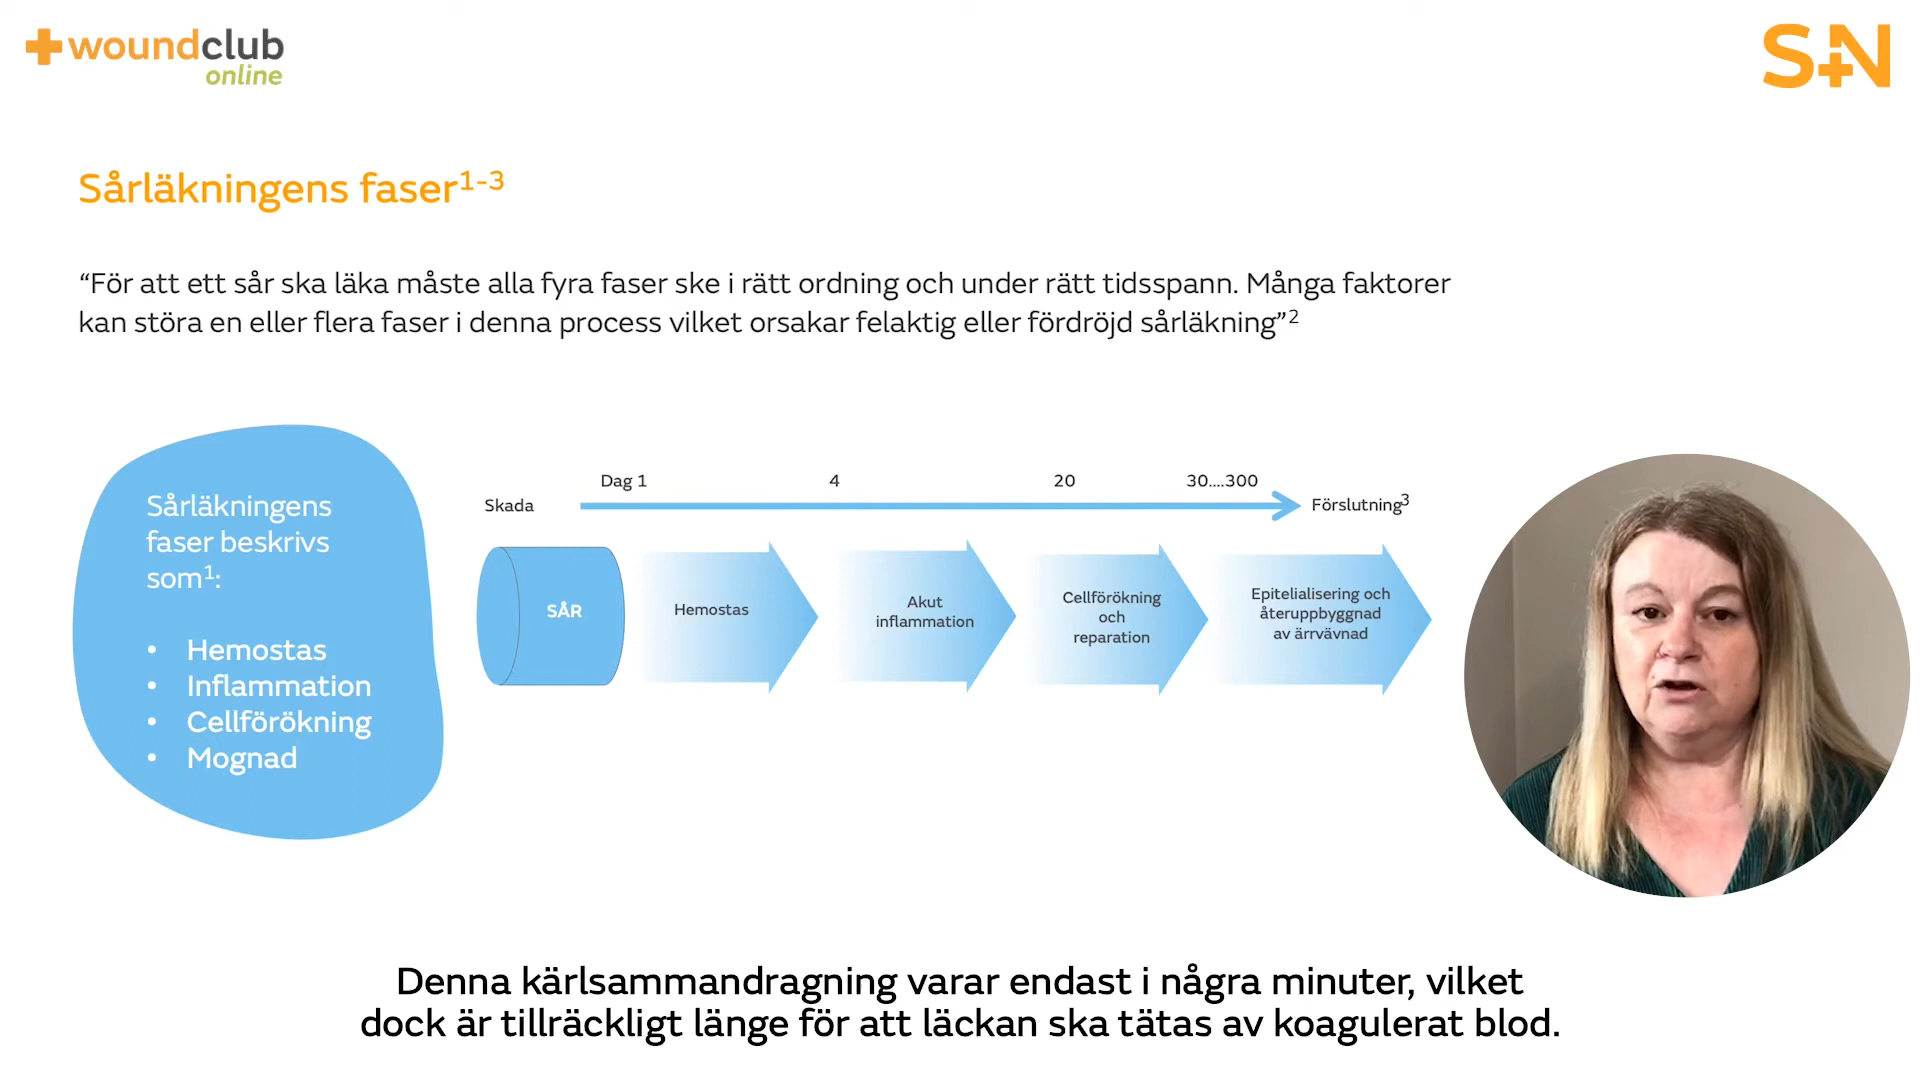 woundclub
online
S+N
Sårläkningens faser¹⁻³
“För att ett sår ska läka måste alla fyra faser ske i rätt ordning och under rätt tidsspann. Många faktorer
kan störa en eller flera faser i denna process vilket orsakar felaktig eller fördröjd sårläkning”²
Sårläkningens
faser beskrivs
som¹:
• Hemostas
• Inflammation
• Cellförökning
• Mognad
Dag 1 4 20 30....300
Skada Förslutning³
SÅR
Hemostas
Akut
inflammation
Cellförökning
och
reparation
Epitelialisering och
återuppbyggnad
av ärrvävnad
Denna kärlsammandragning varar endast i några minuter, vilket
dock är tillräckligt länge för att läckan ska tätas av koagulerat blod.